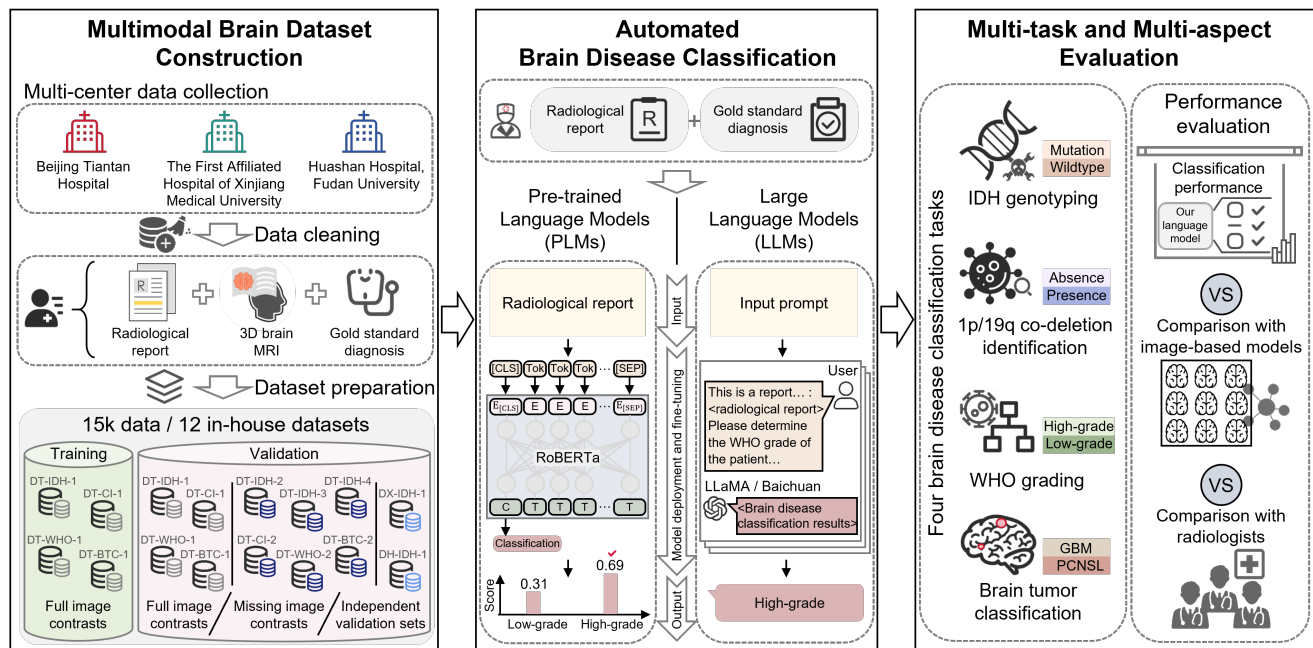 Multimodal Brain Dataset
Construction
Multi-center data collection
Beijing Tiantan
Hospital
The First Affiliated
Hospital of Xinjiang
Medical University
Huashan Hospital,
Fudan University
Data cleaning
R
Radiological
report
3D brain
MRI
Gold standard
diagnosis
Dataset preparation
15k data / 12 in-house datasets
Training
DT-IDH-1
DT-CI-1
DT-WHO-1
DT-BTC-1
Full image
contrasts
Validation
DT-IDH-1
DT-CI-1
DT-WHO-1
DT-BTC-1
Full image
contrasts
DT-IDH-2
DT-IDH-3
DT-IDH-4
DT-CI-2
DT-WHO-2
DT-BTC-2
Missing image
contrasts
DX-IDH-1
DH-IDH-1
Independent
validation sets
Automated
Brain Disease Classification
Radiological
report
R
+
Gold standard
diagnosis
Pre-trained
Language Models
(PLMs)
Large
Language Models
(LLMs)
Radiological report
[CLS] Tok Tok Tok ··· [SEP]
E[CLS] E E E ··· E[SEP]
RoBERTa
C T T T ··· T
Classification
Score
0.31
0.69
Low-grade
High-grade
Input
Model deployment and fine-tuning
Output
Input prompt
User
This is a report… :
<radiological report>
Please determine
the WHO grade of
the patient…
LLaMA / Baichuan
<Brain disease
classification results>
High-grade
Multi-task and Multi-aspect
Evaluation
Four brain disease classification tasks
Mutation
Wildtype
IDH genotyping
Absence
Presence
1p/19q co-deletion
identification
High-grade
Low-grade
WHO grading
GBM
PCNSL
Brain tumor
classification
Performance
evaluation
Classification
performance
Our
language
model
VS
Comparison with
image-based models
VS
Comparison with
radiologists